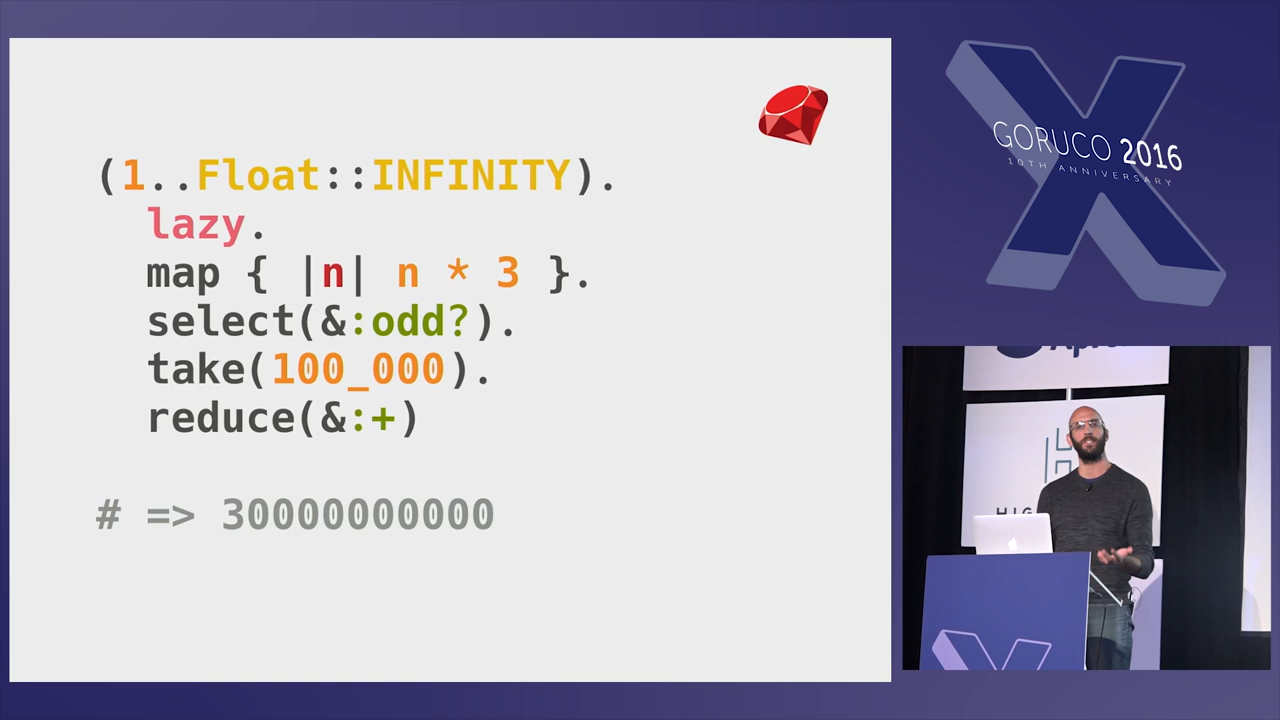 (1..Float::INFINITY).
lazy.
map { |n| n * 3 }.
select(&:odd?).
take(100_000).
reduce(&:+)
# => 30000000000
GORUCO 2016
10TH ANNIVERSARY